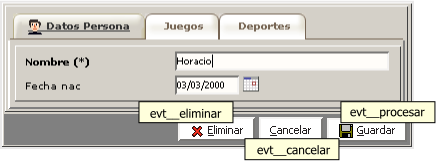 Datos Persona Juegos Deportes
Nombre (*) Horacio
Fecha nac 03/03/2000
evt__eliminar evt__procesar
Eliminar Cancelar Guardar
evt__cancelar